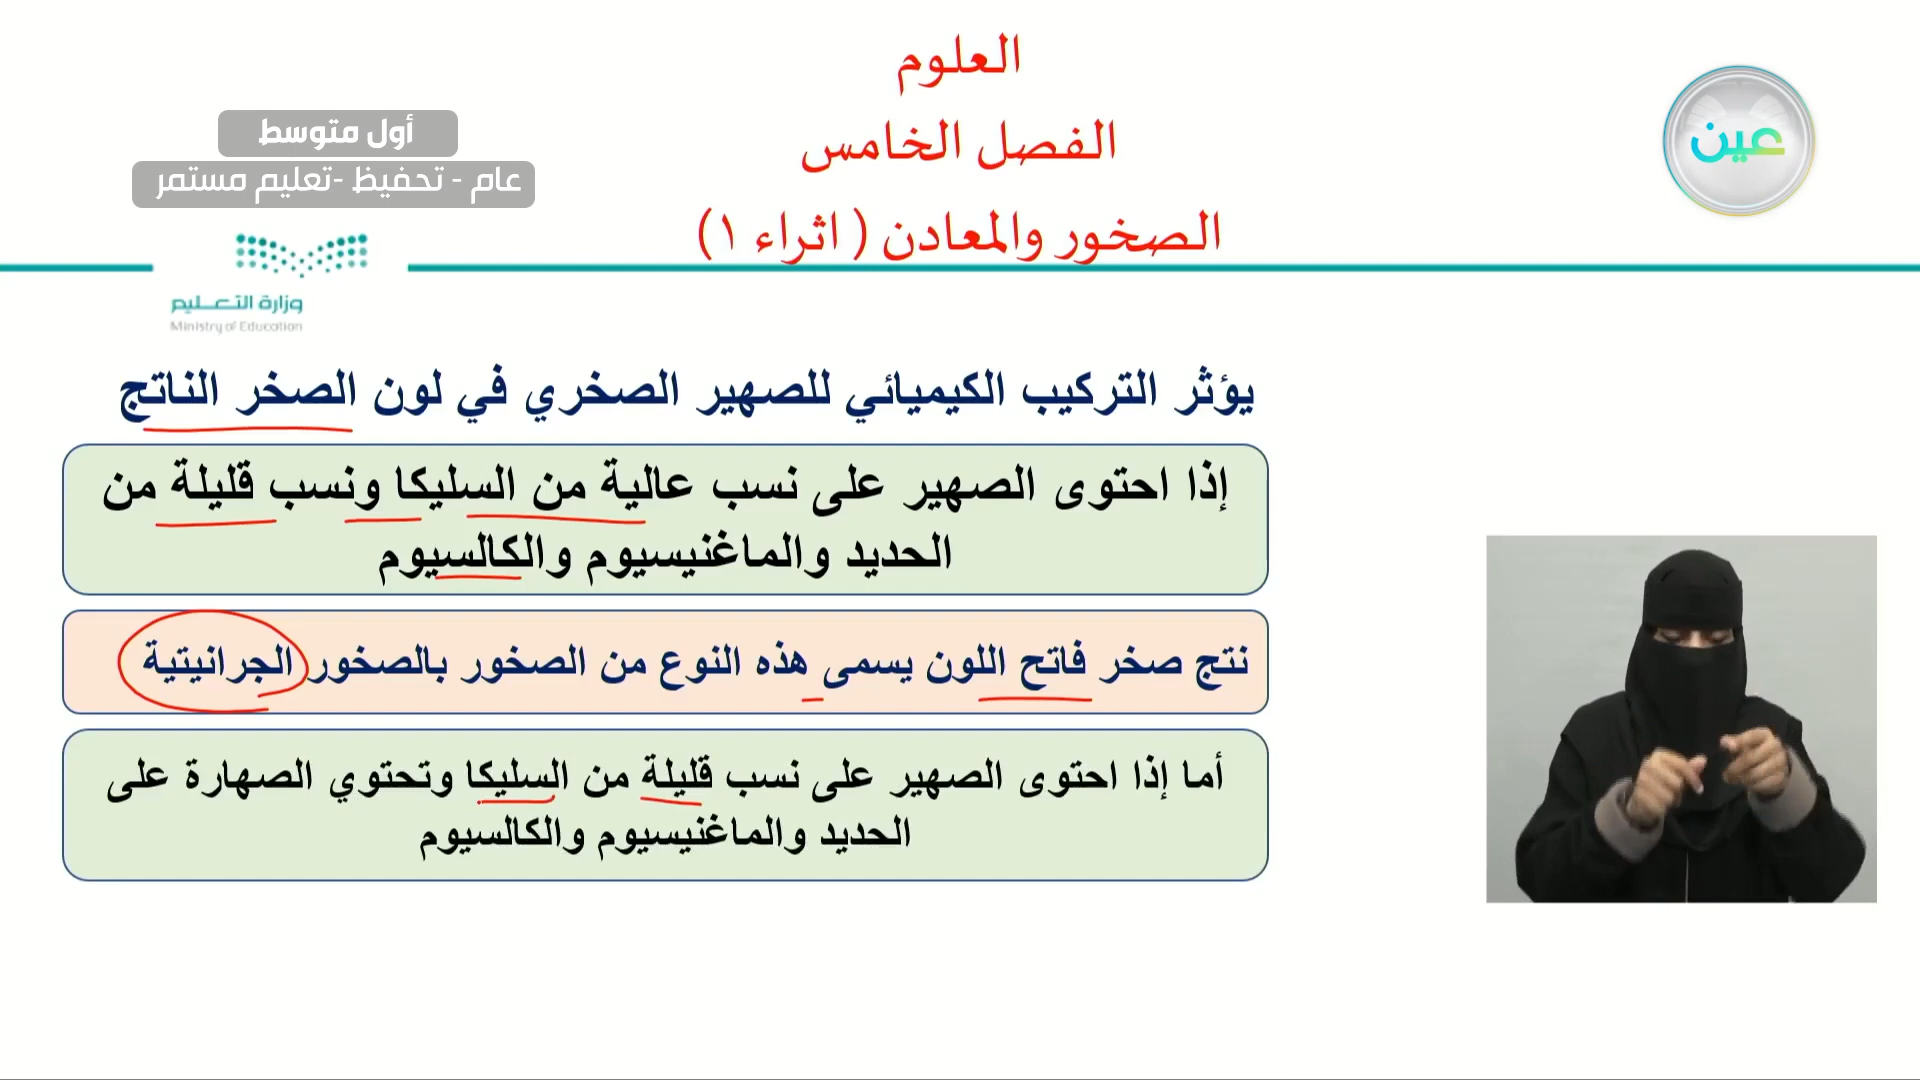 العلوم
الفصل الخامس
الصخور والمعادن ( اثراء ١)
عين
أول متوسط
عام - تحفيظ -تعليم مستمر
وزارة التعليم
Ministry of Education
يؤثر التركيب الكيميائي للصهير الصخري في لون الصخر الناتج
إذا احتوى الصهير على نسب عالية من السليكا ونسب قليلة من
الحديد والماغنيسيوم والكالسيوم
نتج صخر فاتح اللون يسمى هذه النوع من الصخور بالصخور الجرانيتية
أما إذا احتوى الصهير على نسب قليلة من السليكا وتحتوي الصهارة على
الحديد والماغنيسيوم والكالسيوم